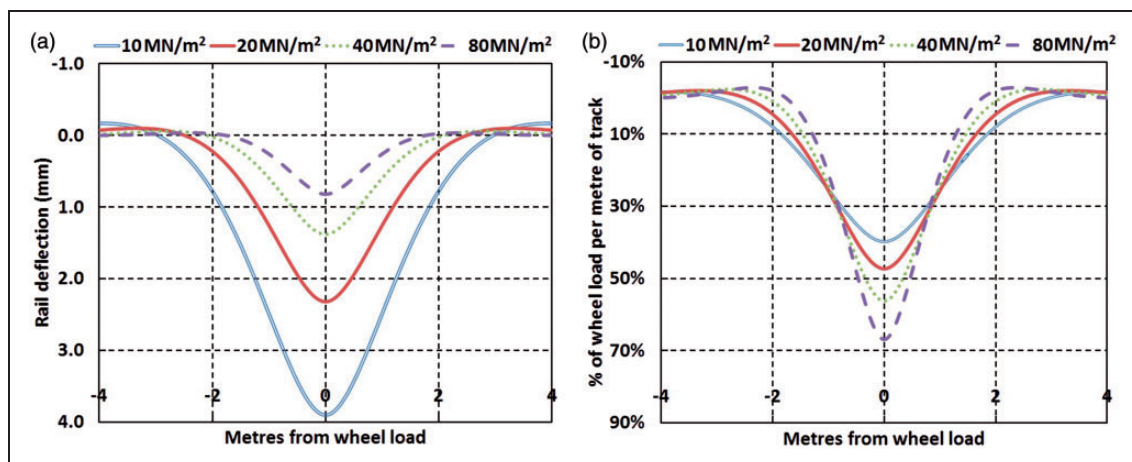 (a)
10MN/m² 20MN/m² 40MN/m² 80MN/m²
-1.0
0.0
1.0
2.0
3.0
4.0
Rail deflection (mm)
-4 -2 0 2 4
Metres from wheel load
(b)
10MN/m² 20MN/m² 40MN/m² 80MN/m²
-10%
10%
30%
50%
70%
90%
% of wheel load per metre of track
-4 -2 0 2 4
Metres from wheel load